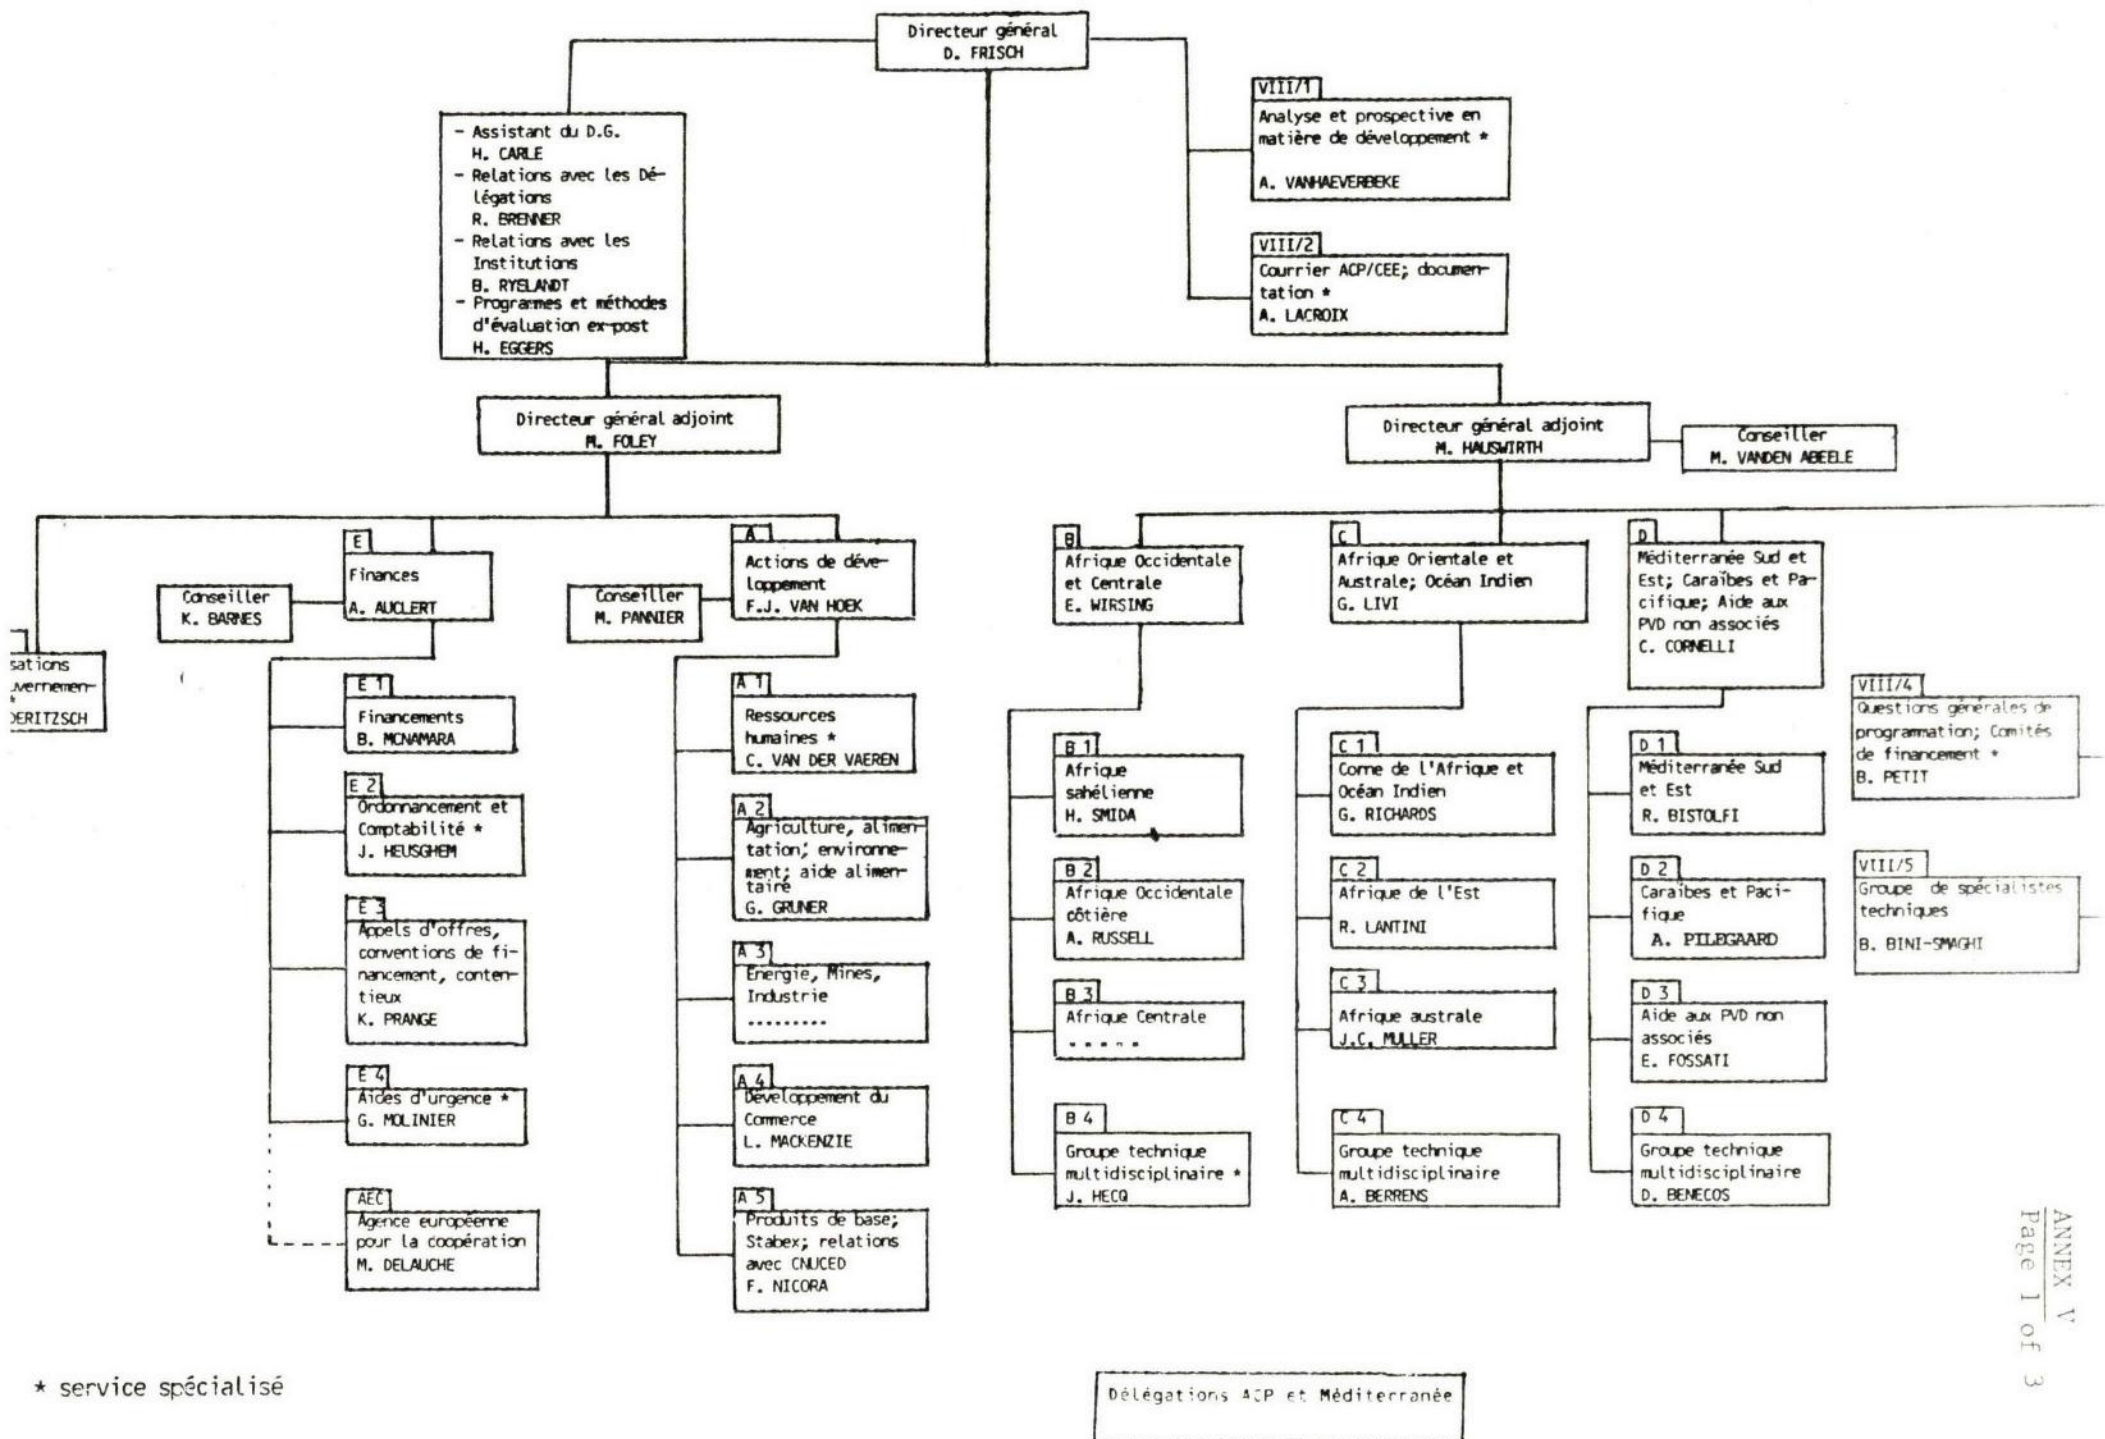 Directeur général
D. FRISCH
- Assistant du D.G.
H. CARLE
- Relations avec les Dé-
légations
R. BRENNER
- Relations avec les
Institutions
B. RYELANDT
- Programmes et méthodes
d'évaluation ex-post
H. EGGERS
VIII/1
Analyse et prospective en
matière de développement *
A. VANHAEVERBEKE
VIII/2
Courrier ACP/CEE; documen-
tation *
A. LACROIX
Directeur général adjoint
M. FOLEY
Directeur général adjoint
M. HAUSWIRTH
Conseiller
M. VANDEN ABEELE
sations
uvernemen-
*
DERITZSCH
E
Finances
A. AUCLERT
Conseiller
K. BARNES
E 1
Financements
B. MCNAMARA
E 2
Ordonnancement et
Comptabilité *
J. HEUSGHEM
E 3
Appels d'offres,
conventions de fi-
nancement, conten-
tieux
K. PRANGE
E 4
Aides d'urgence *
G. MOLINIER
AEC
Agence européenne
pour la coopération
M. DELAUCHE
A
Actions de déve-
loppement
F.J. VAN HOEK
Conseiller
M. PANNIER
A 1
Ressources
humaines *
C. VAN DER VAEREN
A 2
Agriculture, alimen-
tation; environne-
ment; aide alimen-
taire
G. GRUNER
A 3
Energie, Mines,
Industrie
.........
A 4
Développement du
Commerce
L. MACKENZIE
A 5
Produits de base;
Stabex; relations
avec CNUCED
F. NICORA
B
Afrique Occidentale
et Centrale
E. WIRSING
B 1
Afrique
sahélienne
H. SMIDA
B 2
Afrique Occidentale
côtière
A. RUSSELL
B 3
Afrique Centrale
.....
B 4
Groupe technique
multidisciplinaire *
J. HECQ
C
Afrique Orientale et
Australe; Océan Indien
G. LIVI
C 1
Corne de l'Afrique et
Océan Indien
G. RICHARDS
C 2
Afrique de l'Est
R. LANTINI
C 3
Afrique australe
J.C. MULLER
C 4
Groupe technique
multidisciplinaire
A. BERRENS
D
Méditerranée Sud et
Est; Caraïbes et Pa-
cifique; Aide aux
PVD non associés
C. CORNELLI
D 1
Méditerranée Sud
et Est
R. BISTOLFI
D 2
Caraïbes et Paci-
fique
A. PILEGAARD
D 3
Aide aux PVD non
associés
E. FOSSATI
D 4
Groupe technique
multidisciplinaire
D. BENECOS
VIII/4
Questions générales de
programmation; Comités
de financement *
B. PETIT
VIII/5
Groupe de spécialistes
techniques
B. BINI-SMAGHI
ANNEX V
Page 1 of 3
* service spécialisé
Délégations ACP et Méditerranée